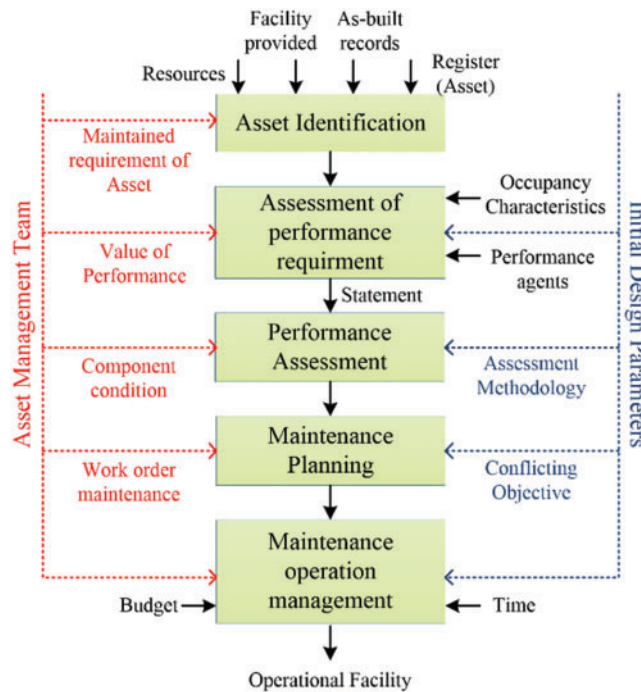 Facility
provided
As-built
records
Resources
Register
(Asset)
Asset Identification
Maintained
requirement of
Asset
Assessment of
performance
requirment
Occupancy
Characteristics
Value of
Performance
Performance
agents
Statement
Performance
Assessment
Component
condition
Assessment
Methodology
Maintenance
Planning
Work order
maintenance
Conflicting
Objective
Maintenance
operation
management
Budget
Time
Operational Facility
Asset Management Team
Initial Design Parameters